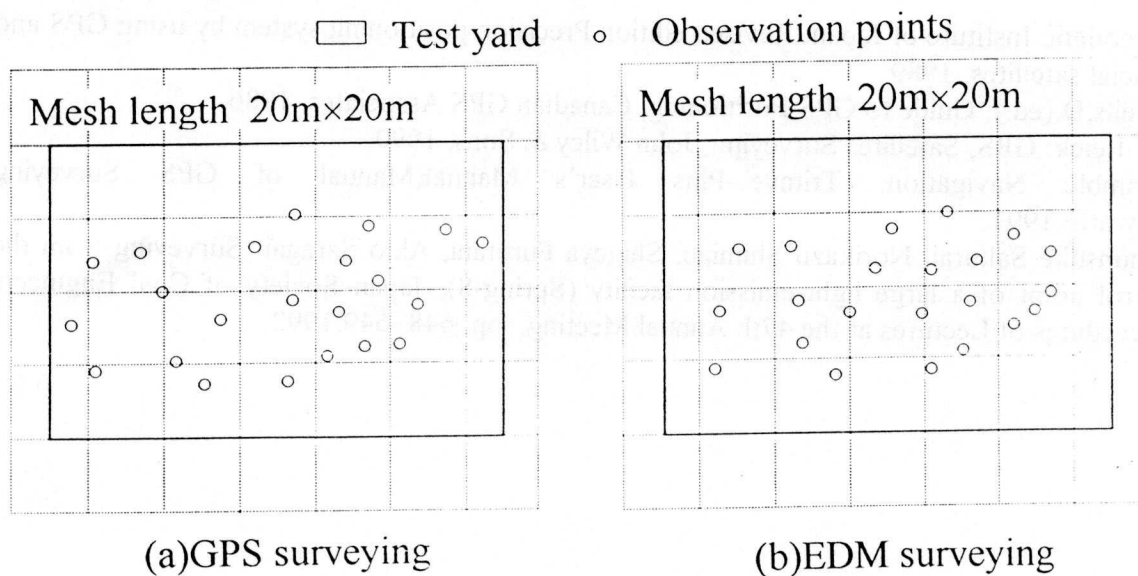 Test yard Observation points
Mesh length 20m×20m
Mesh length 20m×20m
(a)GPS surveying
(b)EDM surveying